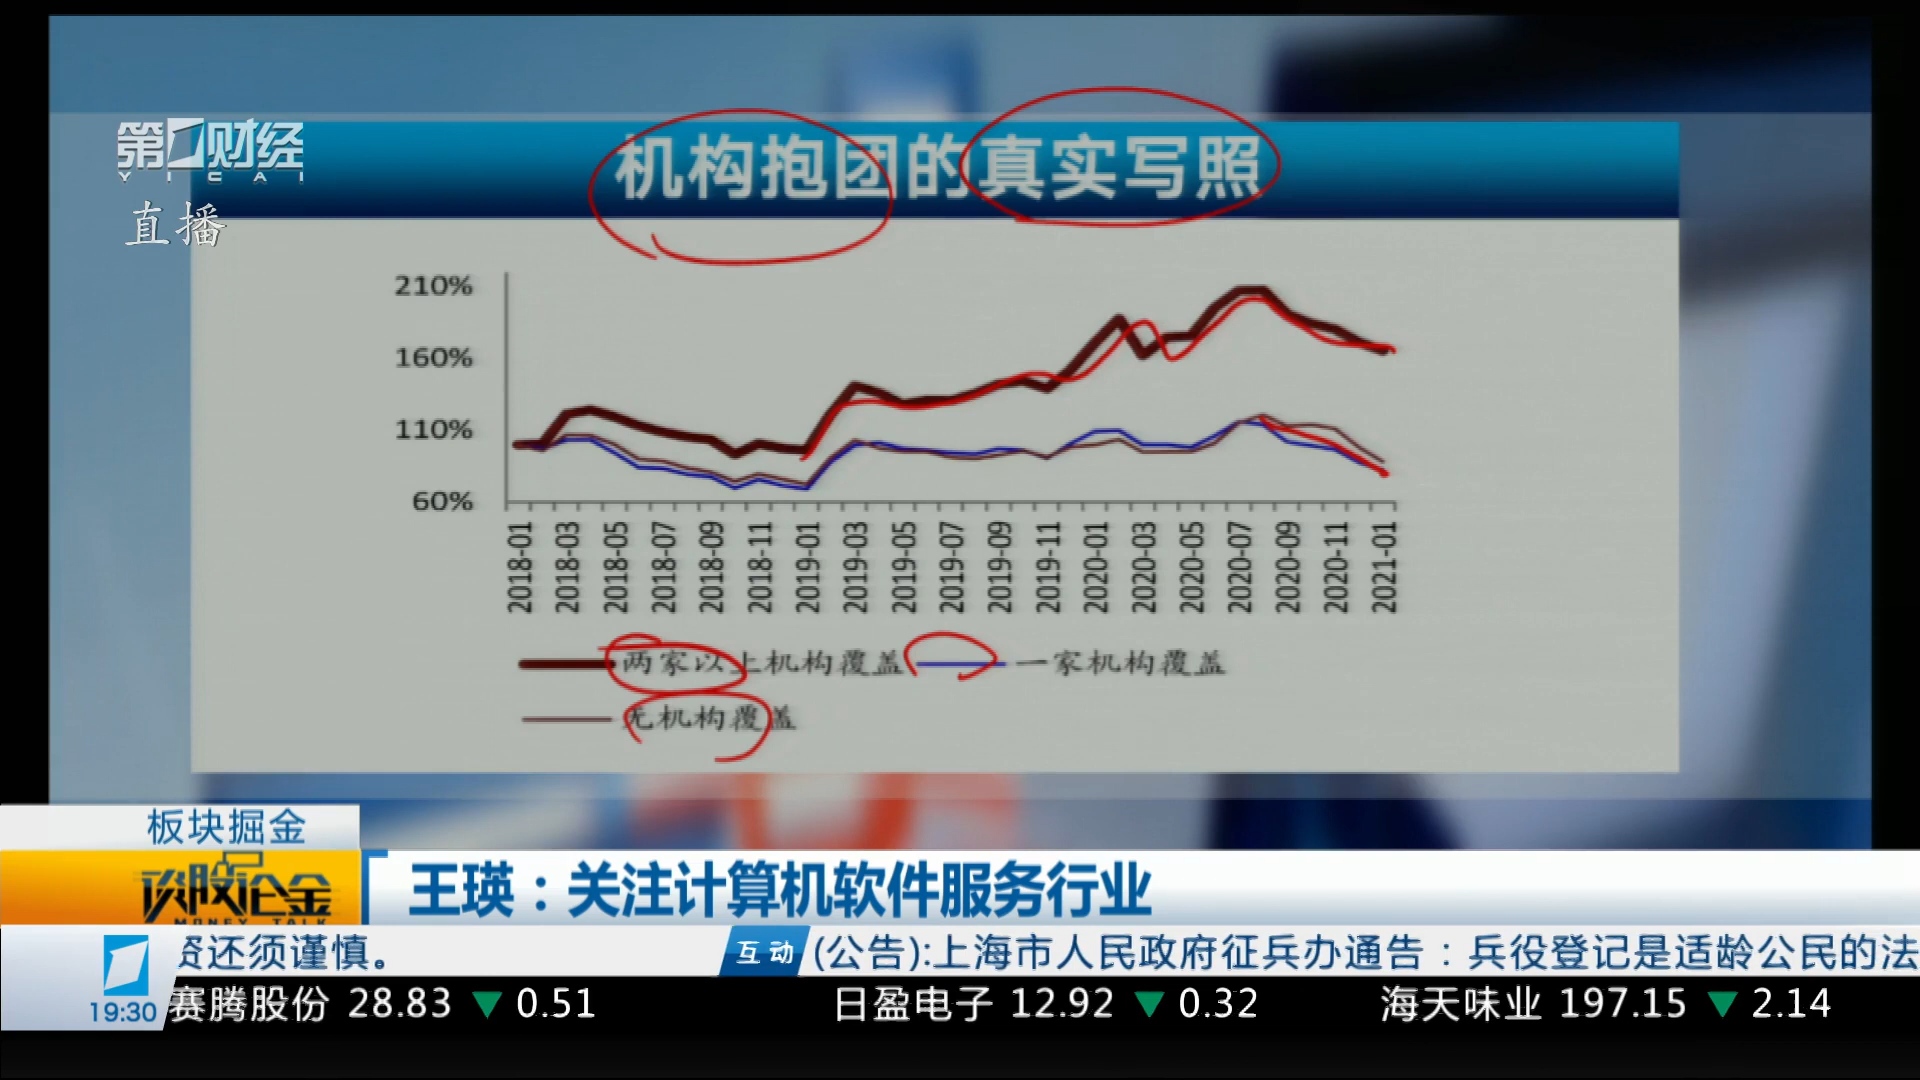 第1财经
YICAI
直播
机构抱团的真实写照
210%
160%
110%
60%
2018-01
2018-03
2018-05
2018-07
2018-09
2018-11
2019-01
2019-03
2019-05
2019-07
2019-09
2019-11
2020-01
2020-03
2020-05
2020-07
2020-09
2020-11
2021-01
两家以上机构覆盖
一家机构覆盖
无机构覆盖
板块掘金
谈股论金
MONEY TALK
王瑛：关注计算机软件服务行业
资还须谨慎。
互动
(公告):上海市人民政府征兵办通告：兵役登记是适龄公民的法
19:30
赛腾股份 28.83 ▼ 0.51
日盈电子 12.92 ▼ 0.32
海天味业 197.15 ▼ 2.14